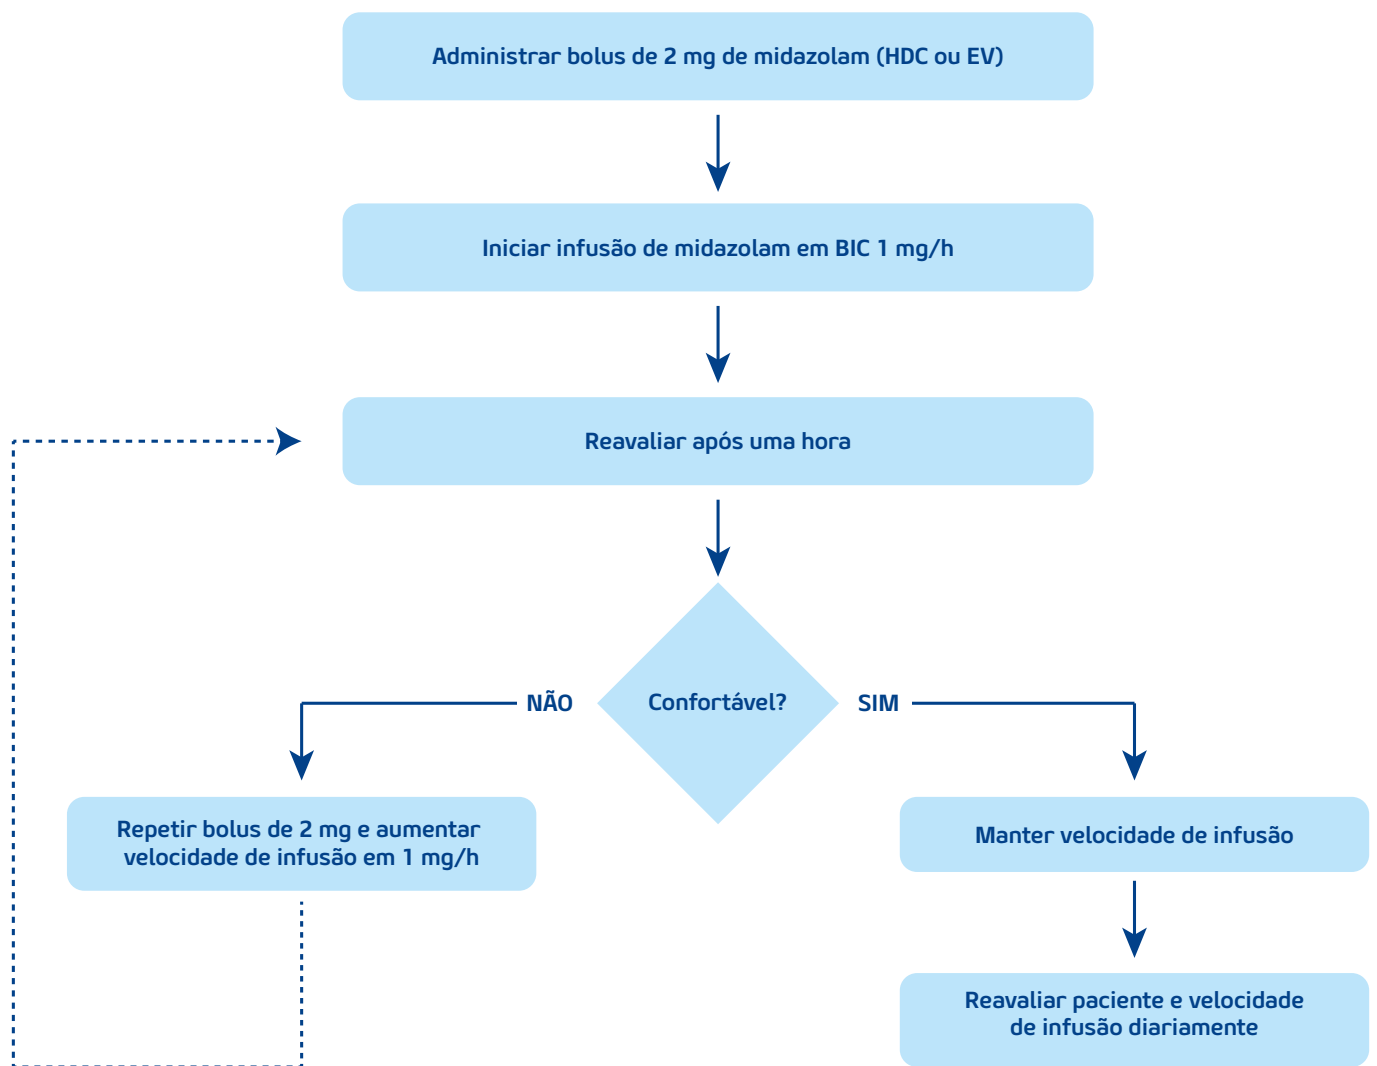 Administrar bolus de 2 mg de midazolam (HDC ou EV)
Iniciar infusão de midazolam em BIC 1 mg/h
Reavaliar após uma hora
Confortável?
NÃO
SIM
Repetir bolus de 2 mg e aumentar
velocidade de infusão em 1 mg/h
Manter velocidade de infusão
Reavaliar paciente e velocidade
de infusão diariamente